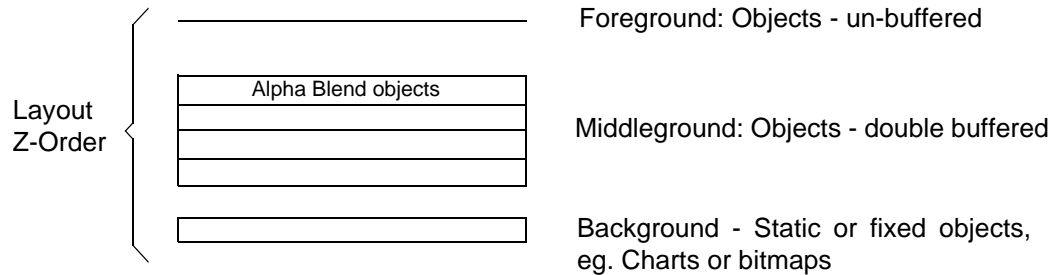 Foreground: Objects - un-buffered
Alpha Blend objects
Layout
Z-Order
Middleground: Objects - double buffered
Background - Static or fixed objects,
eg. Charts or bitmaps